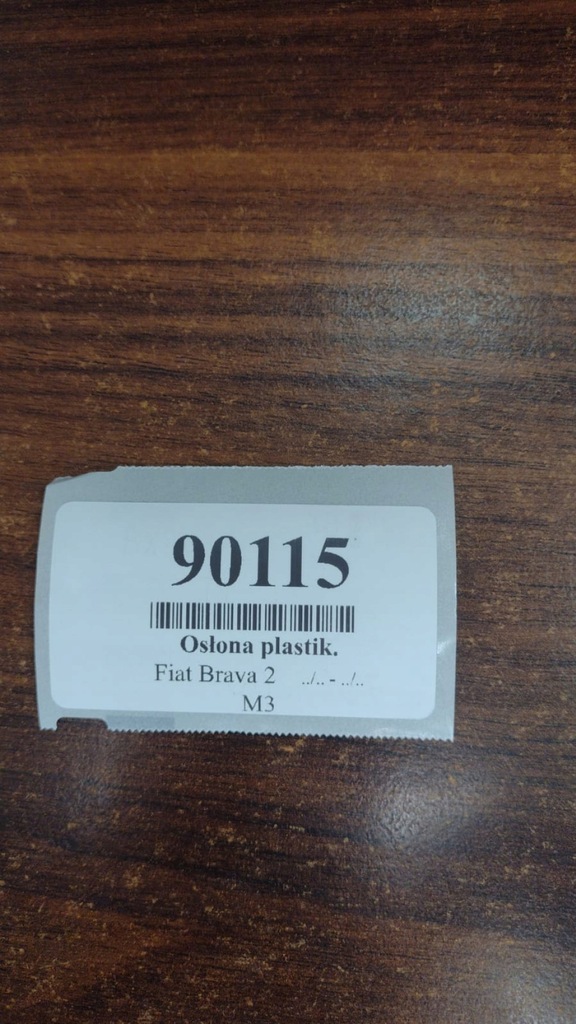 90115
Osłona plastik.
Fiat Brava 2 ../.. - ../..
M3